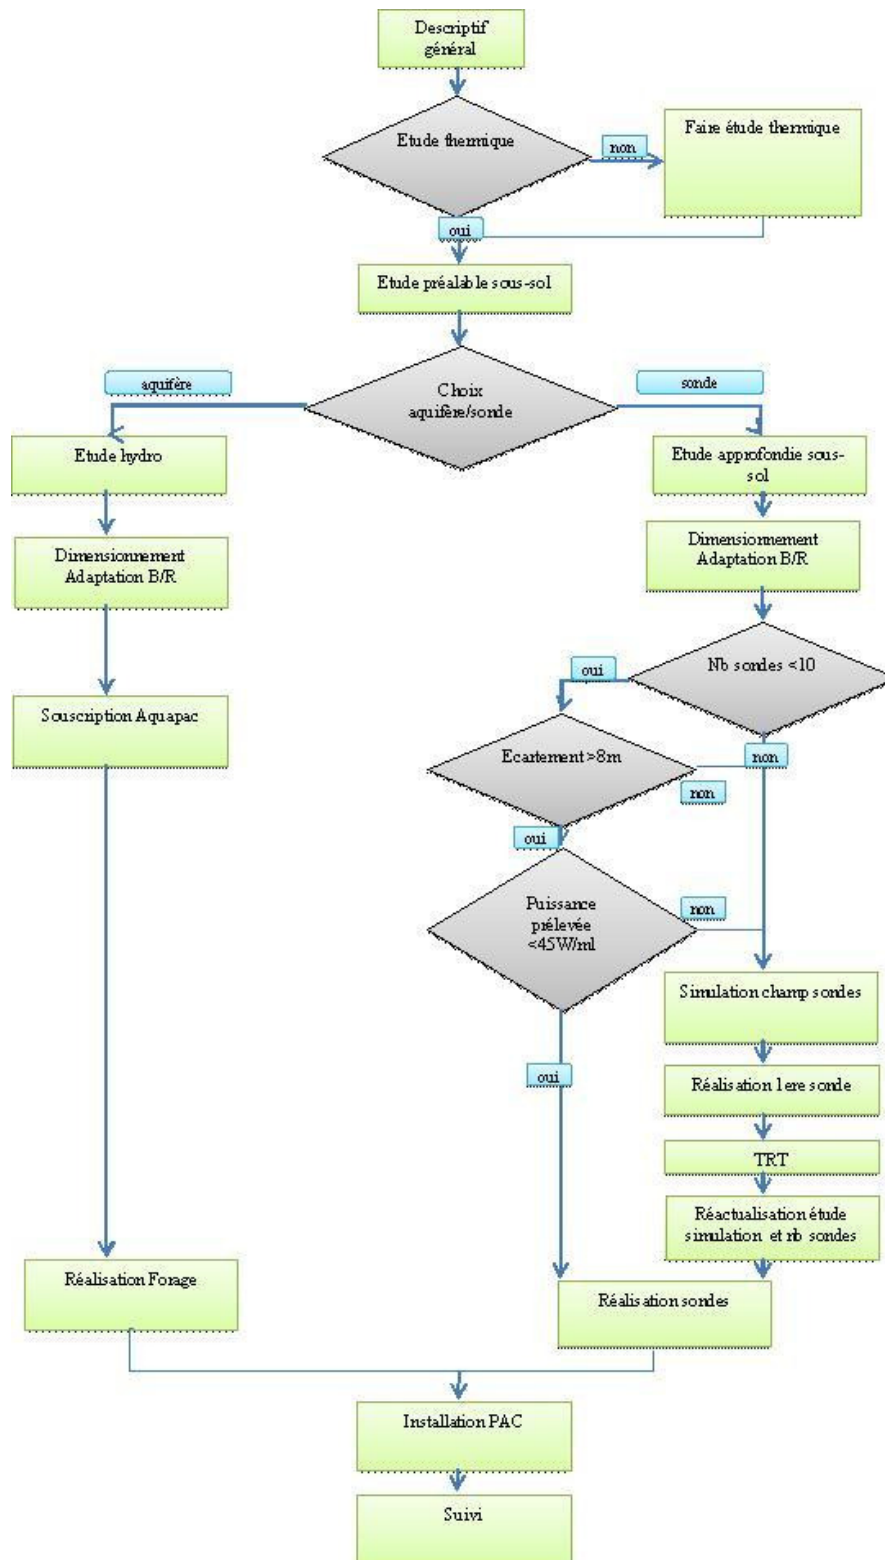 Descriptif
général
Etude thermique
non
Faire étude thermique
oui
Etude préalable sous-sol
aquifère
Choix
aquifère/sonde
sonde
Etude hydro
Etude approfondie sous-
sol
Dimensionnement
Adaptation B/R
Dimensionnement
Adaptation B/R
Nb sondes <10
oui
Souscription Aquapac
Ecartement >8m
non
non
oui
Puissance
prélevée
<45W/ml
non
Simulation champ sondes
oui
Réalisation 1ere sonde
TRT
Réactualisation étude
simulation et nb sondes
Réalisation Forage
Réalisation sondes
Installation PAC
Suivi